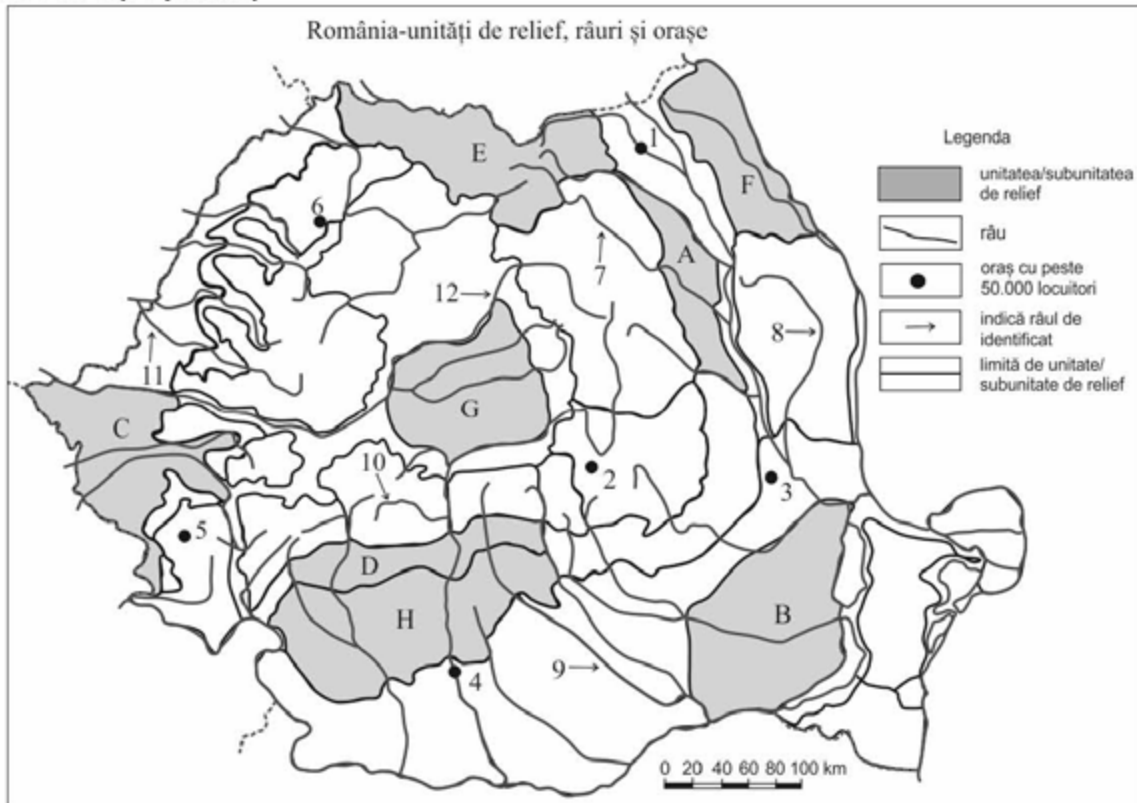 România-unități de relief, râuri și orașe
Legenda
unitatea/subunitatea
de relief
râu
oraș cu peste
50.000 locuitori
indică râul de
identificat
limită de unitate/
subunitate de relief
1
E
F
6
A
7
12
8
11
C
G
10
2
3
5
D
B
H
9
4
0 20 40 60 80 100 km